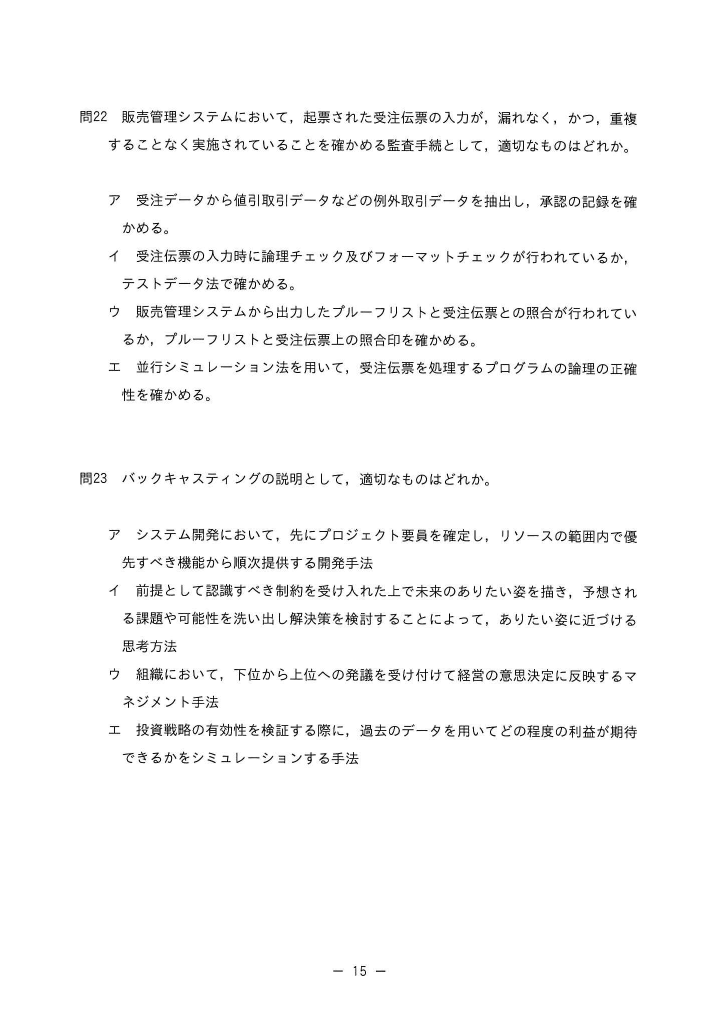 問22 販売管理システムにおいて，起票された受注伝票の入力が，漏れなく，かつ，重複
することなく実施されていることを確かめる監査手続として，適切なものはどれか。
ア 受注データから値引取引データなどの例外取引データを抽出し，承認の記録を確
かめる。
イ 受注伝票の入力時に論理チェック及びフォーマットチェックが行われているか，
テストデータ法で確かめる。
ウ 販売管理システムから出力したプルーフリストと受注伝票との照合が行われてい
るか，プルーフリストと受注伝票上の照合印を確かめる。
エ 並行シミュレーション法を用いて，受注伝票を処理するプログラムの論理の正確
性を確かめる。
問23 バックキャスティングの説明として，適切なものはどれか。
ア システム開発において，先にプロジェクト要員を確定し，リソースの範囲内で優
先すべき機能から順次提供する開発手法
イ 前提として認識すべき制約を受け入れた上で未来のありたい姿を描き，予想され
る課題や可能性を洗い出し解決策を検討することによって，ありたい姿に近づける
思考方法
ウ 組織において，下位から上位への発議を受け付けて経営の意思決定に反映するマ
ネジメント手法
エ 投資戦略の有効性を検証する際に，過去のデータを用いてどの程度の利益が期待
できるかをシミュレーションする手法
－ 15 －